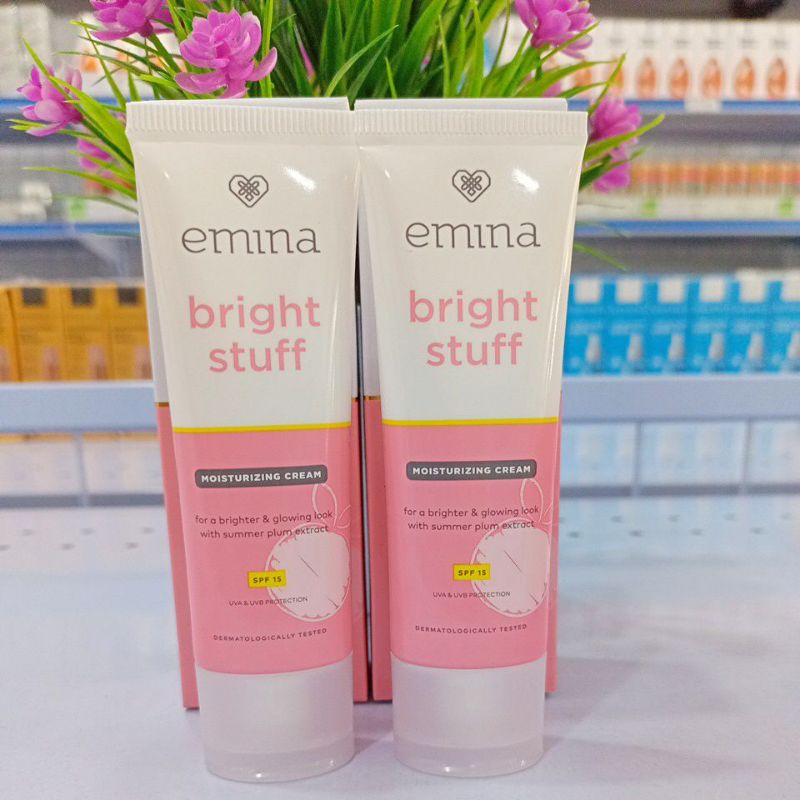 emina
bright
stuff
MOISTURIZING CREAM
for a brighter & glowing look
with summer plum extract
SPF 15
UVA & UVB PROTECTION
DERMATOLOGICALLY TESTED
emina
bright
stuff
MOISTURIZING CREAM
for a brighter & glowing look
with summer plum extract
SPF 15
UVA & UVB PROTECTION
DERMATOLOGICALLY TESTED